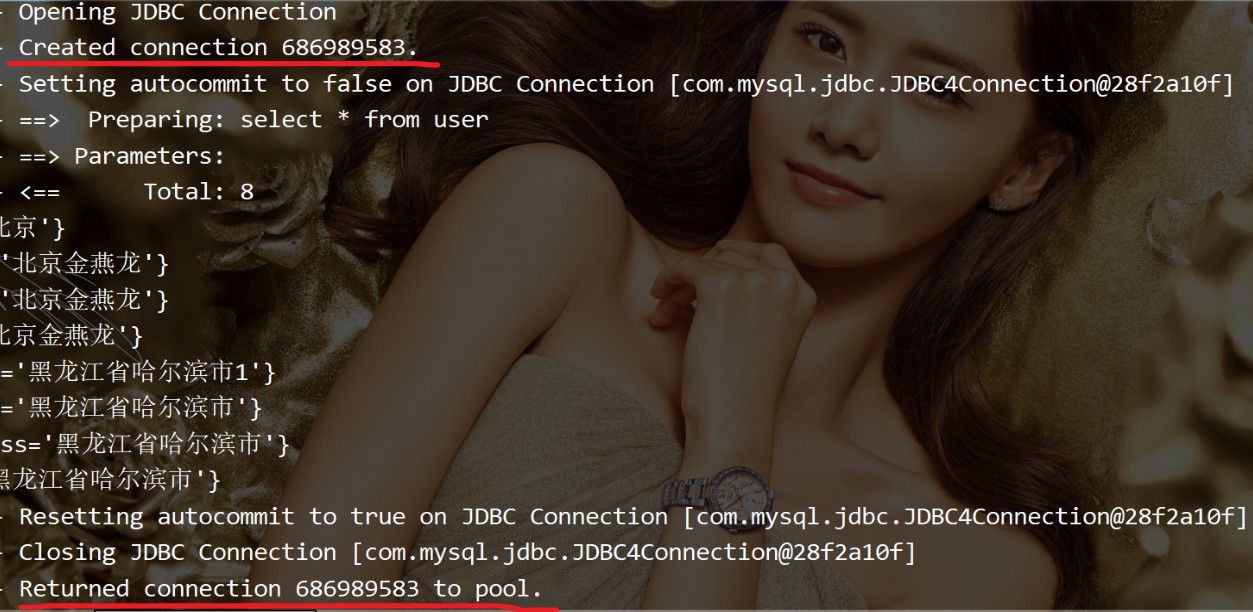 - Opening JDBC Connection
- Created connection 686989583.
- Setting autocommit to false on JDBC Connection [com.mysql.jdbc.JDBC4Connection@28f2a10f]
- ==>  Preparing: select * from user
- ==> Parameters:
- <==      Total: 8
北京'}
'北京金燕龙'}
'北京金燕龙'}
北京金燕龙'}
='黑龙江省哈尔滨市1'}
='黑龙江省哈尔滨市'}
ss='黑龙江省哈尔滨市'}
黑龙江省哈尔滨市'}
- Resetting autocommit to true on JDBC Connection [com.mysql.jdbc.JDBC4Connection@28f2a10f]
- Closing JDBC Connection [com.mysql.jdbc.JDBC4Connection@28f2a10f]
- Returned connection 686989583 to pool.